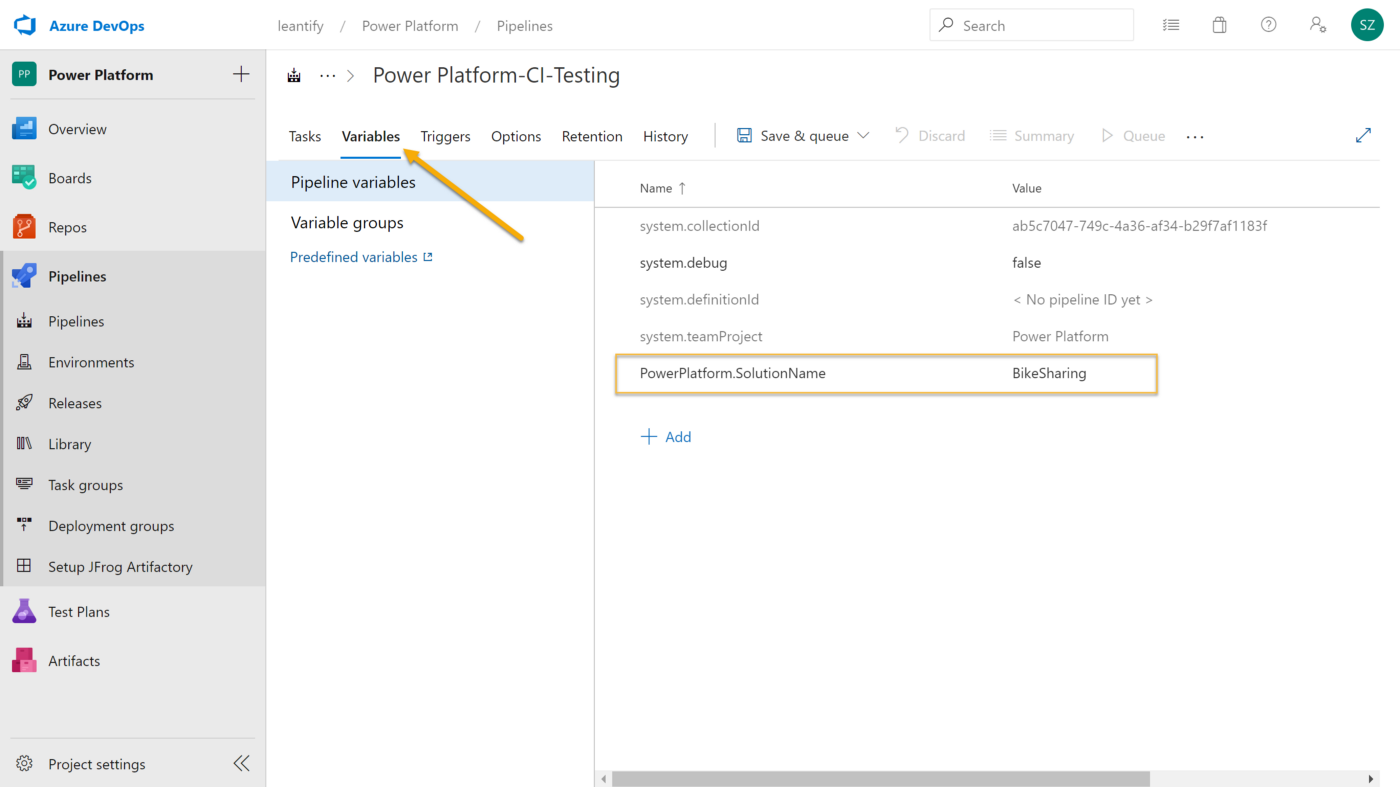 Azure DevOps
leantify / Power Platform / Pipelines
Search
SZ
PP Power Platform
Overview
Boards
Repos
Pipelines
Pipelines
Environments
Releases
Library
Task groups
Deployment groups
Setup JFrog Artifactory
Test Plans
Artifacts
Project settings
... > Power Platform-CI-Testing
Tasks Variables Triggers Options Retention History Save & queue Discard Summary Queue ...
Pipeline variables
Variable groups
Predefined variables
Name ↑ Value
system.collectionId ab5c7047-749c-4a36-af34-b29f7af1183f
system.debug false
system.definitionId < No pipeline ID yet >
system.teamProject Power Platform
PowerPlatform.SolutionName BikeSharing
+ Add